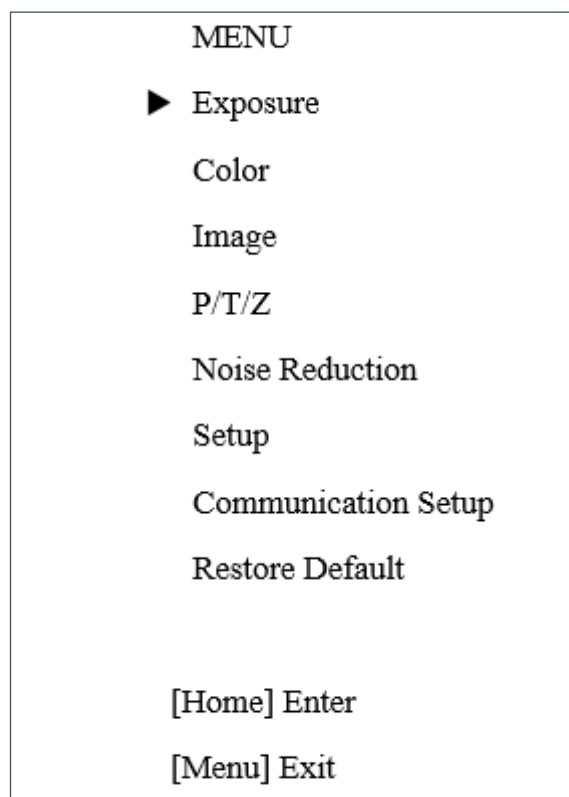 MENU
▶ Exposure
Color
Image
P/T/Z
Noise Reduction
Setup
Communication Setup
Restore Default
[Home] Enter
[Menu] Exit